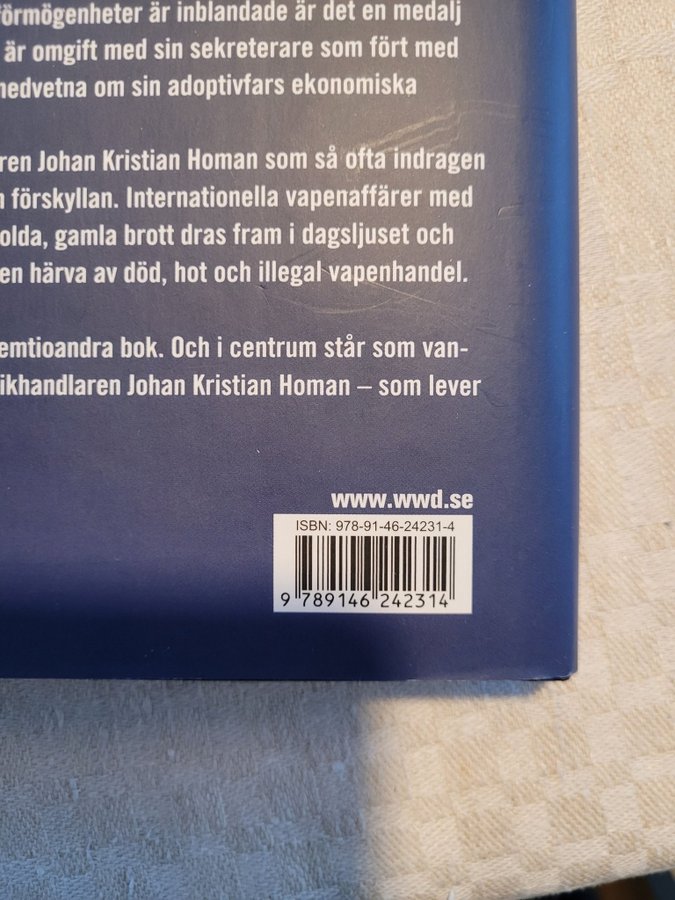 förmögenheter är inblandade är det en medalj
är omgift med sin sekreterare som fört med
medvetna om sin adoptivfars ekonomiska
ren Johan Kristian Homan som så ofta indragen
förskyllan. Internationella vapenaffärer med
olda, gamla brott dras fram i dagsljuset och
en härva av död, hot och illegal vapenhandel.
emtioandra bok. Och i centrum står som van-
ikhandlaren Johan Kristian Homan – som lever
www.wwd.se
ISBN: 978-91-46-24231-4
9 789146 242314